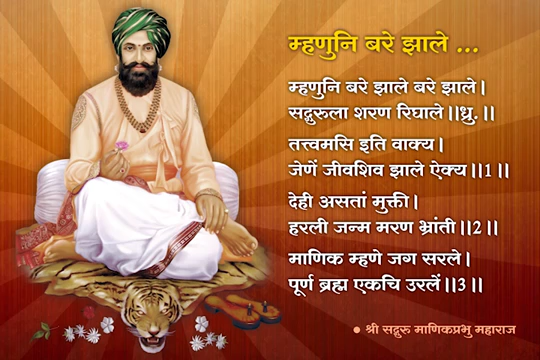 म्हणुनि बरे झाले ...
म्हणुनि बरे झाले बरे झाले।
सद्गुरुला शरण रिघाले॥ध्रु.॥
तत्त्वमसि इति वाक्य।
जेणें जीवशिव झाले ऐक्य॥1॥
देही असतां मुक्ती।
हरली जन्म मरण भ्रांती॥2॥
माणिक म्हणे जग सरले।
पूर्ण ब्रह्म एकचि उरलें॥3॥
• श्री सद्गुरु माणिकप्रभु महाराज